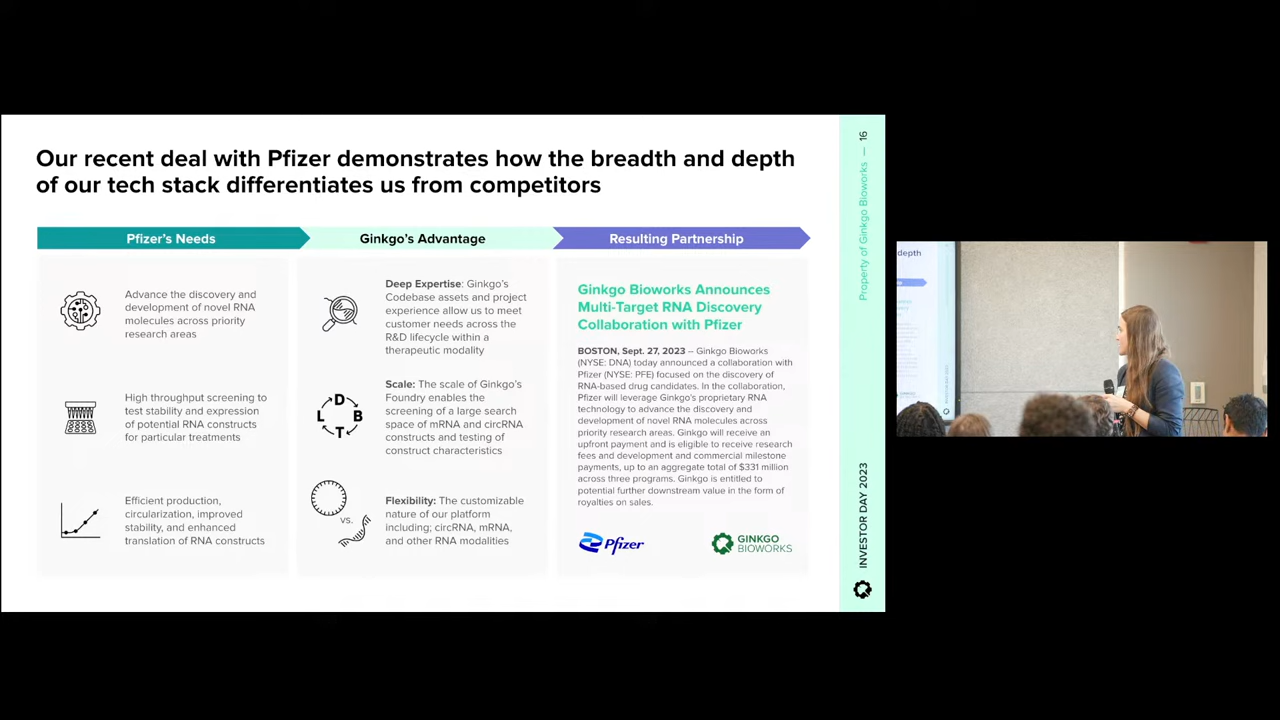 Our recent deal with Pfizer demonstrates how the breadth and depth
of our tech stack differentiates us from competitors
Pfizer's Needs
Advance the discovery and
development of novel RNA
molecules across priority
research areas
High throughput screening to
test stability and expression
of potential RNA constructs
for particular treatments
Efficient production,
circularization, improved
stability, and enhanced
translation of RNA constructs
Ginkgo's Advantage
Deep Expertise: Ginkgo's
Codebase assets and project
experience allow us to meet
customer needs across the
R&D lifecycle within a
therapeutic modality
D
L B
T
Scale: The scale of Ginkgo's
Foundry enables the
screening of a large search
space of mRNA and circRNA
constructs and testing of
construct characteristics
vs.
Flexibility: The customizable
nature of our platform
including; circRNA, mRNA,
and other RNA modalities
Resulting Partnership
Ginkgo Bioworks Announces
Multi-Target RNA Discovery
Collaboration with Pfizer
BOSTON, Sept. 27, 2023 – Ginkgo Bioworks
(NYSE: DNA) today announced a collaboration with
Pfizer (NYSE: PFE) focused on the discovery of
RNA-based drug candidates. In the collaboration,
Pfizer will leverage Ginkgo's proprietary RNA
technology to advance the discovery and
development of novel RNA molecules across
priority research areas. Ginkgo will receive an
upfront payment and is eligible to receive research
fees and development and commercial milestone
payments, up to an aggregate total of $331 million
across three programs. Ginkgo is entitled to
potential further downstream value in the form of
royalties on sales.
Pfizer
GINKGO
BIOWORKS
Property of Ginkgo Bioworks — 16
INVESTOR DAY 2023
depth